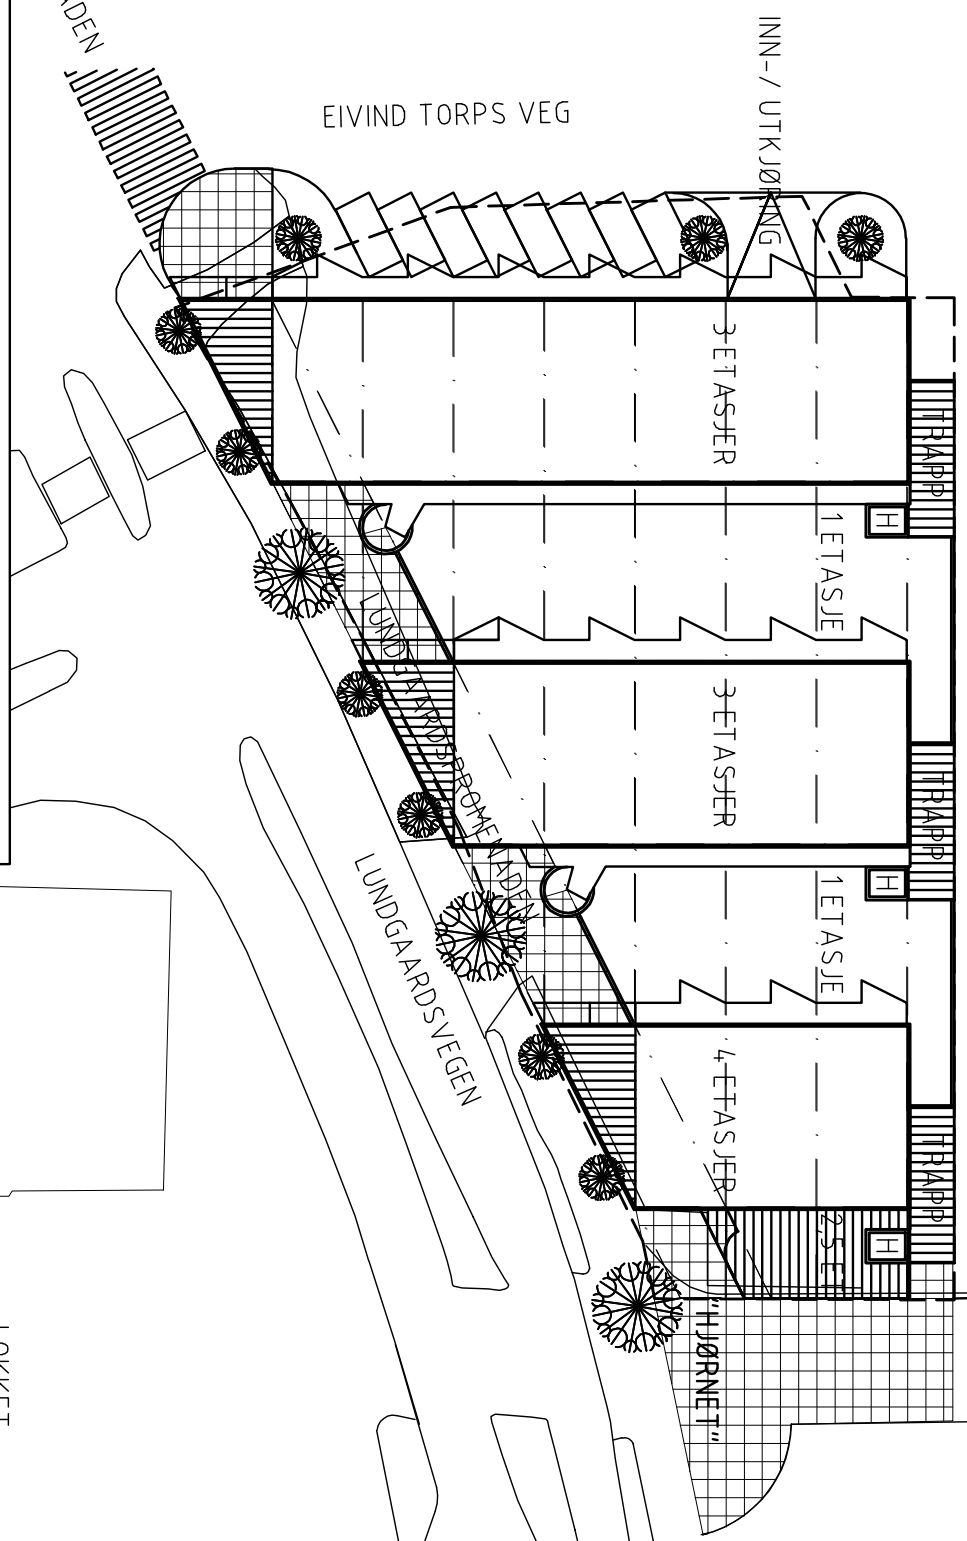 ADEN
INN-/ UTKJØRING
EIVIND TORPS VEG
3 ETASJER
TRAPP
H
1 ETASJE
LUNDGAARDSPROMENADEN
3 ETASJER
TRAPP
H
1 ETASJE
LUNDGAARDSVEGEN
4 ETASJER
TRAPP
H
2,5 ET
"HJØRNET"